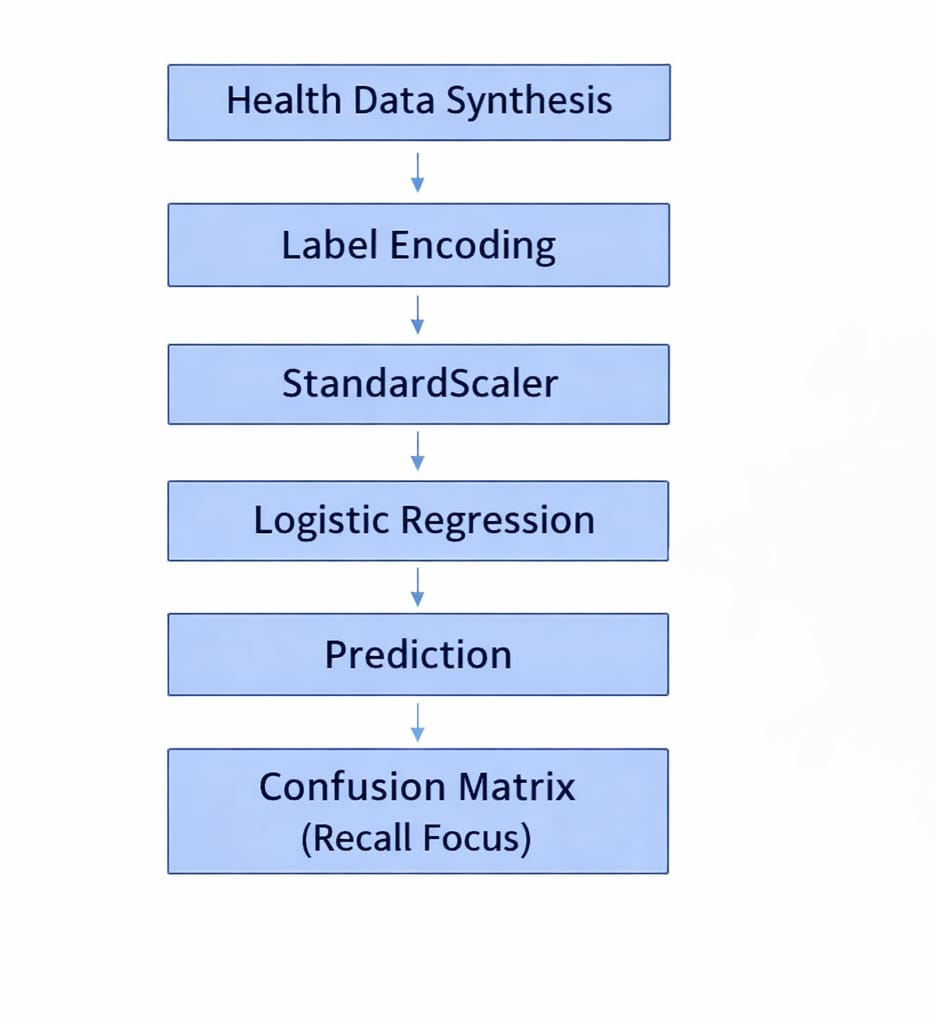 Health Data Synthesis
Label Encoding
StandardScaler
Logistic Regression
Prediction
Confusion Matrix
(Recall Focus)